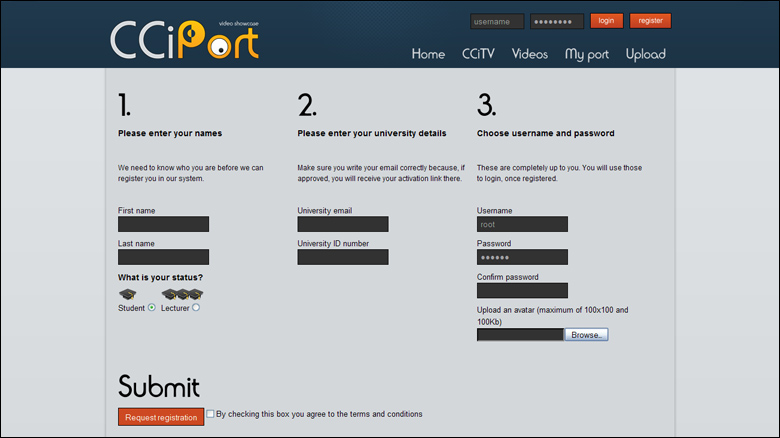 CCiPort
video showcase
username
••••••••
login
register
Home
CCiTV
Videos
My port
Upload
1.
Please enter your names
We need to know who you are before we can
register you in our system.
First name
Last name
What is your status?
Student
Lecturer
2.
Please enter your university details
Make sure you write your email correctly because, if
approved, you will receive your activation link there.
University email
University ID number
3.
Choose username and password
These are completely up to you. You will use those
to login, once registered.
Username
root
Password
••••••
Confirm password
Upload an avatar (maximum of 100x100 and
100Kb)
Browse..
Submit
Request registration
By checking this box you agree to the terms and conditions